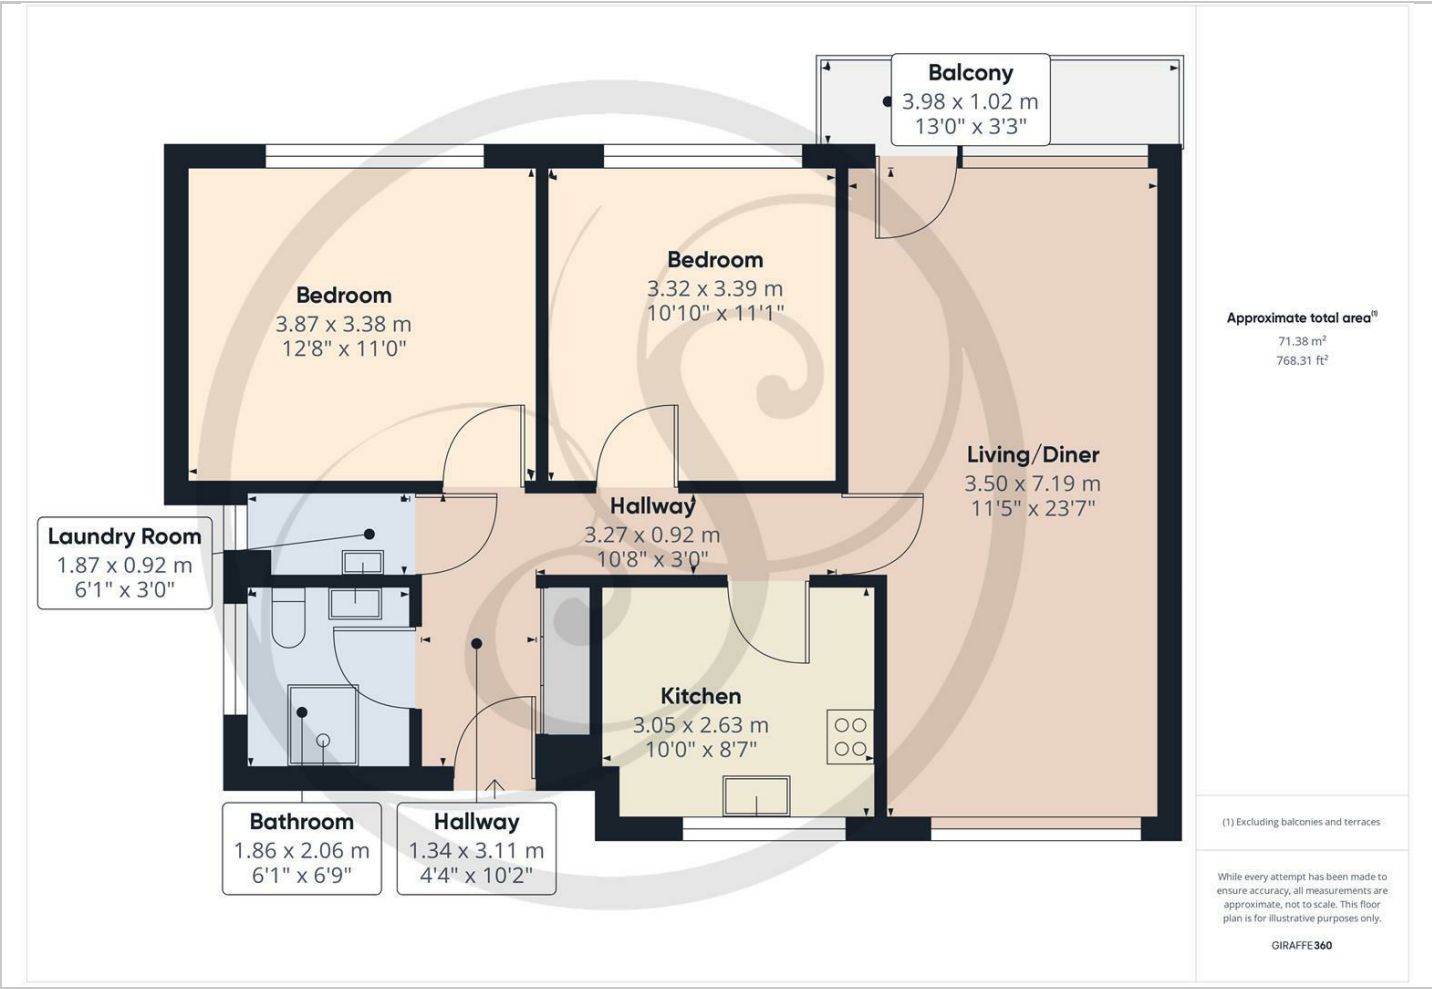 Balcony
3.98 x 1.02 m
13'0" x 3'3"
Bedroom
3.87 x 3.38 m
12'8" x 11'0"
Bedroom
3.32 x 3.39 m
10'10" x 11'1"
Living/Diner
3.50 x 7.19 m
11'5" x 23'7"
Hallway
3.27 x 0.92 m
10'8" x 3'0"
Laundry Room
1.87 x 0.92 m
6'1" x 3'0"
Kitchen
3.05 x 2.63 m
10'0" x 8'7"
Bathroom
1.86 x 2.06 m
6'1" x 6'9"
Hallway
1.34 x 3.11 m
4'4" x 10'2"
Approximate total area⁽¹⁾
71.38 m²
768.31 ft²
(1) Excluding balconies and terraces
While every attempt has been made to
ensure accuracy, all measurements are
approximate, not to scale. This floor
plan is for illustrative purposes only.
GIRAFFE360